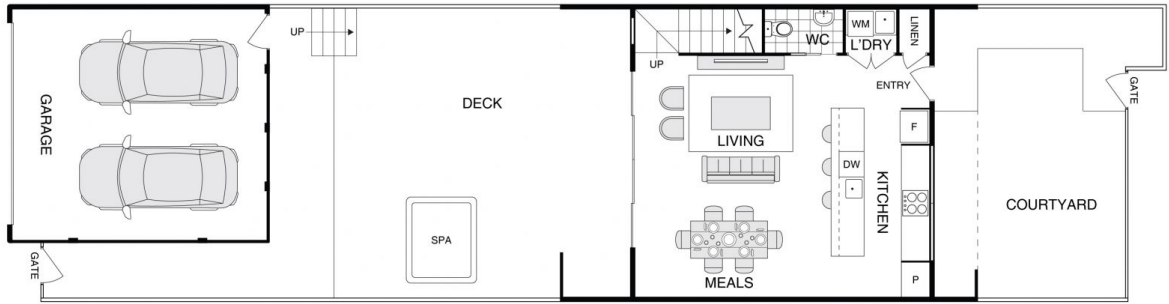 GARAGE
GATE
UP
DECK
SPA
UP
WC
WM
L'DRY
LINEN
ENTRY
LIVING
MEALS
DW
KITCHEN
F
P
COURTYARD
GATE